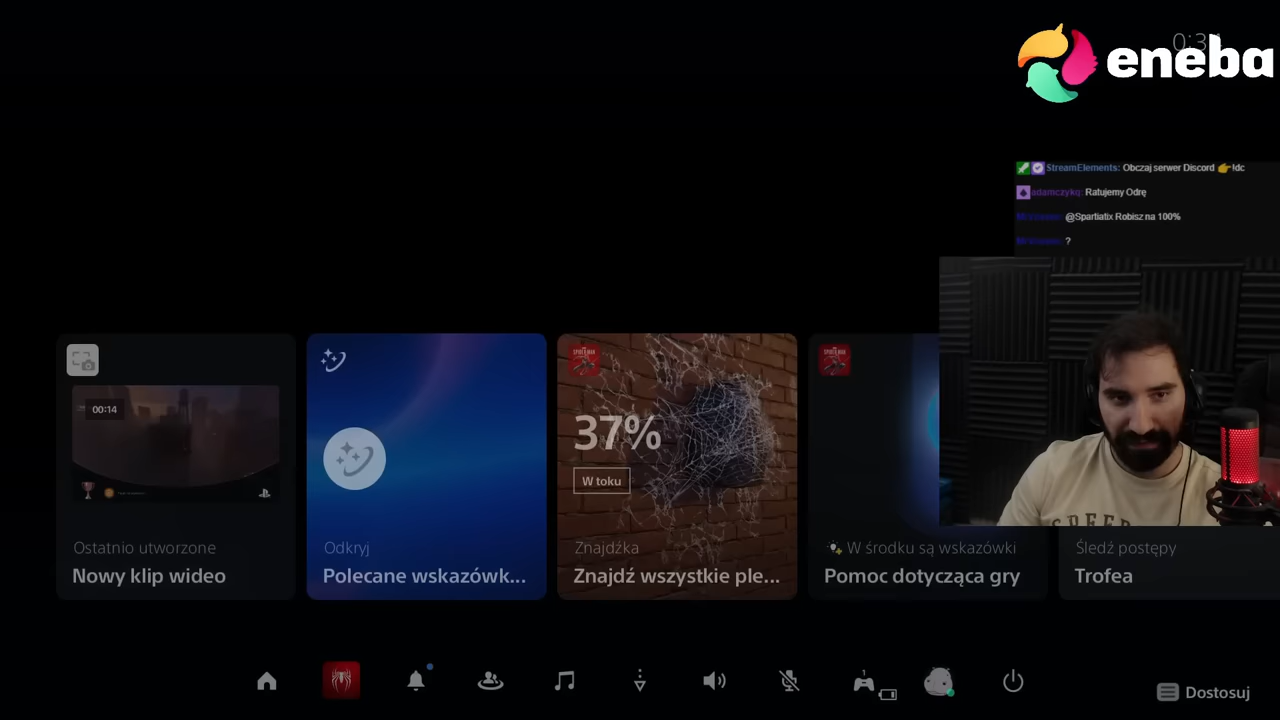 eneba
StreamElements: Obczaj serwer Discord 👉 !dc
adamczykq: Ratujemy Odrę
@Spartiatix Robisz na 100%
?
00:14
37%
W toku
Ostatnio utworzone
Nowy klip wideo
Odkryj
Polecane wskazówk...
Znajdźka
Znajdź wszystkie ple...
W środku są wskazówki
Pomoc dotycząca gry
Śledź postępy
Trofea
1
Dostosuj